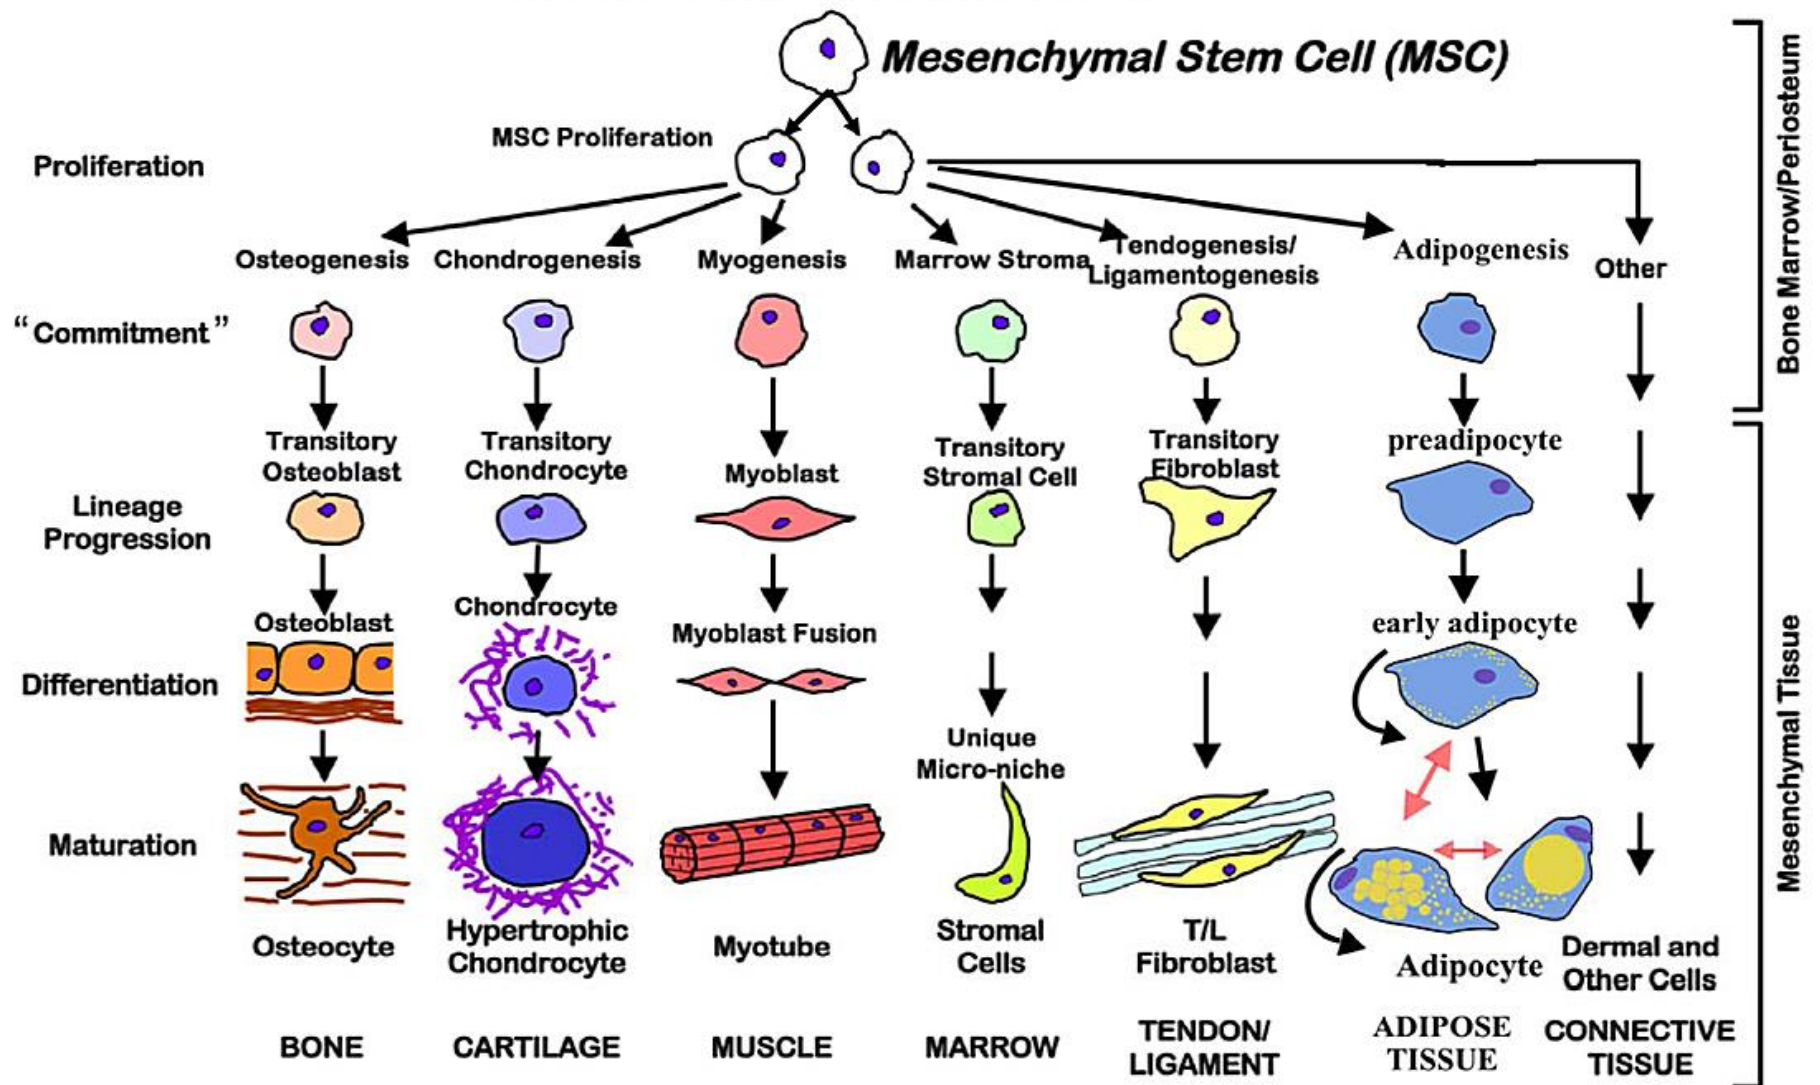 Mesenchymal Stem Cell (MSC)
MSC Proliferation
Proliferation
Osteogenesis
Chondrogenesis
Myogenesis
Marrow Stroma
Tendogenesis/
Ligamentogenesis
Adipogenesis
Other
“Commitment”
Transitory
Osteoblast
Transitory
Chondrocyte
Myoblast
Transitory
Stromal Cell
Transitory
Fibroblast
preadipocyte
Lineage
Progression
Osteoblast
Chondrocyte
Myoblast Fusion
early adipocyte
Differentiation
Unique
Micro-niche
Maturation
Osteocyte
Hypertrophic
Chondrocyte
Myotube
Stromal
Cells
T/L
Fibroblast
Adipocyte
Dermal and
Other Cells
BONE
CARTILAGE
MUSCLE
MARROW
TENDON/
LIGAMENT
ADIPOSE
TISSUE
CONNECTIVE
TISSUE
Bone Marrow/Periosteum
Mesenchymal Tissue